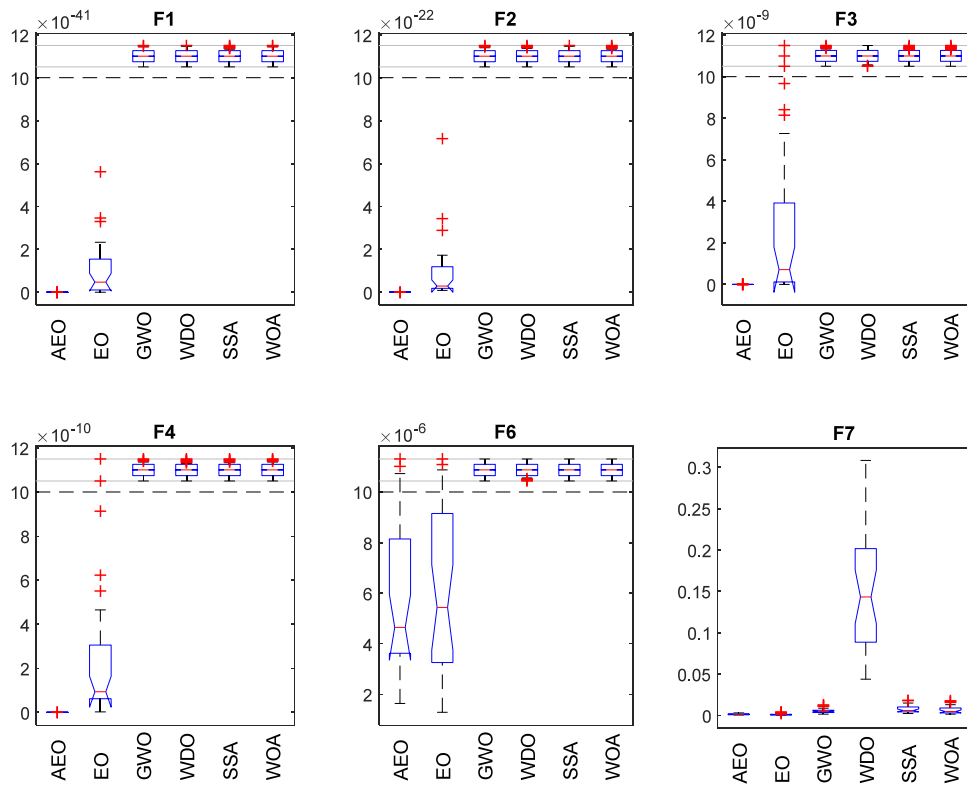 ×10-41
F1
12
10
8
6
4
2
0
AEO
EO
GWO
WDO
SSA
WOA
×10-22
F2
12
10
8
6
4
2
0
AEO
EO
GWO
WDO
SSA
WOA
×10-9
F3
12
10
8
6
4
2
0
AEO
EO
GWO
WDO
SSA
WOA
×10-10
F4
12
10
8
6
4
2
0
AEO
EO
GWO
WDO
SSA
WOA
×10-6
F6
10
8
6
4
2
AEO
EO
GWO
WDO
SSA
WOA
F7
0.3
0.25
0.2
0.15
0.1
0.05
0
AEO
EO
GWO
WDO
SSA
WOA